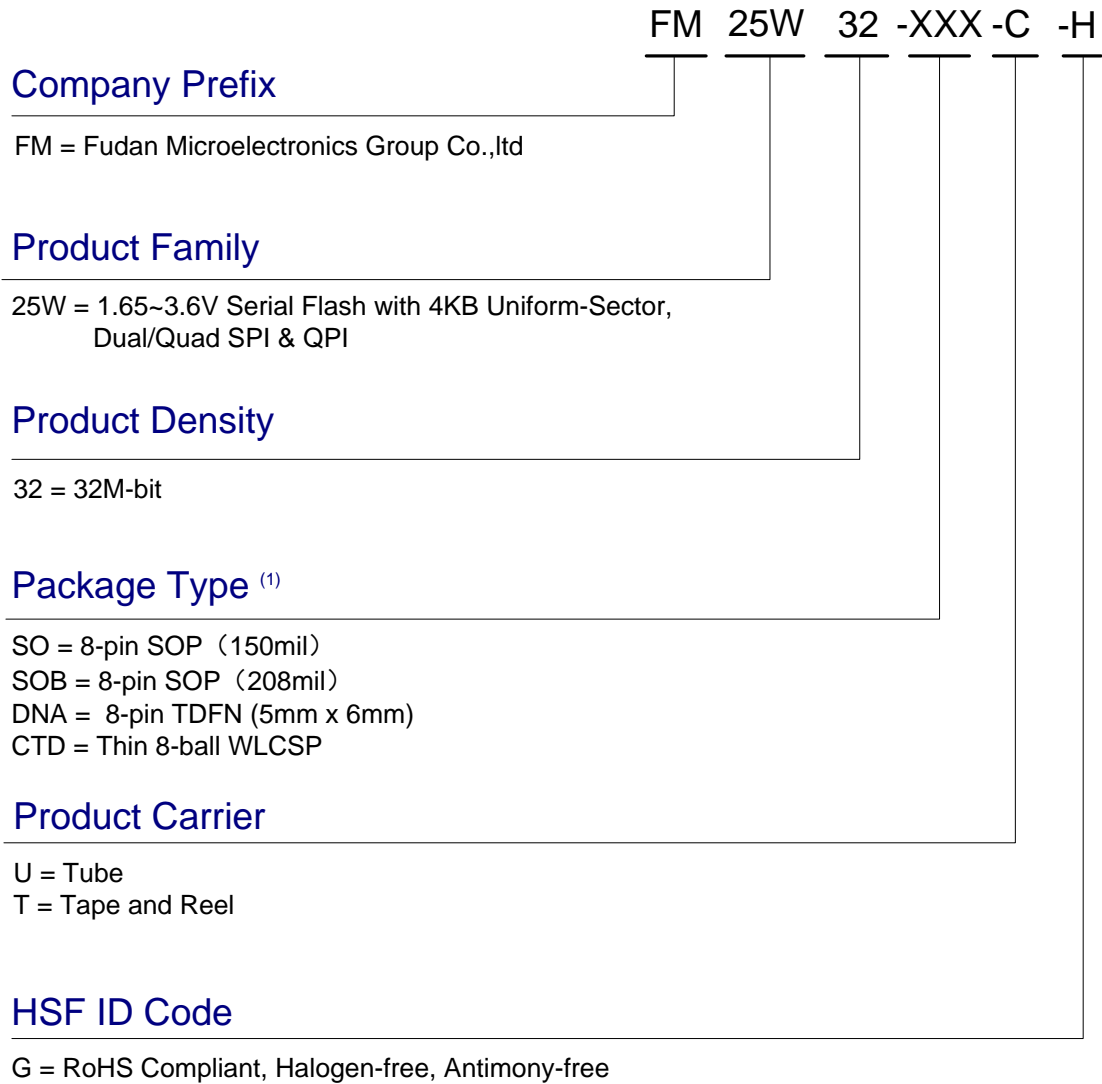 FM 25W 32 -XXX -C -H
Company Prefix
FM = Fudan Microelectronics Group Co.,ltd
Product Family
25W = 1.65~3.6V Serial Flash with 4KB Uniform-Sector,
Dual/Quad SPI & QPI
Product Density
32 = 32M-bit
Package Type (1)
SO = 8-pin SOP（150mil）
SOB = 8-pin SOP（208mil）
DNA = 8-pin TDFN (5mm x 6mm)
CTD = Thin 8-ball WLCSP
Product Carrier
U = Tube
T = Tape and Reel
HSF ID Code
G = RoHS Compliant, Halogen-free, Antimony-free